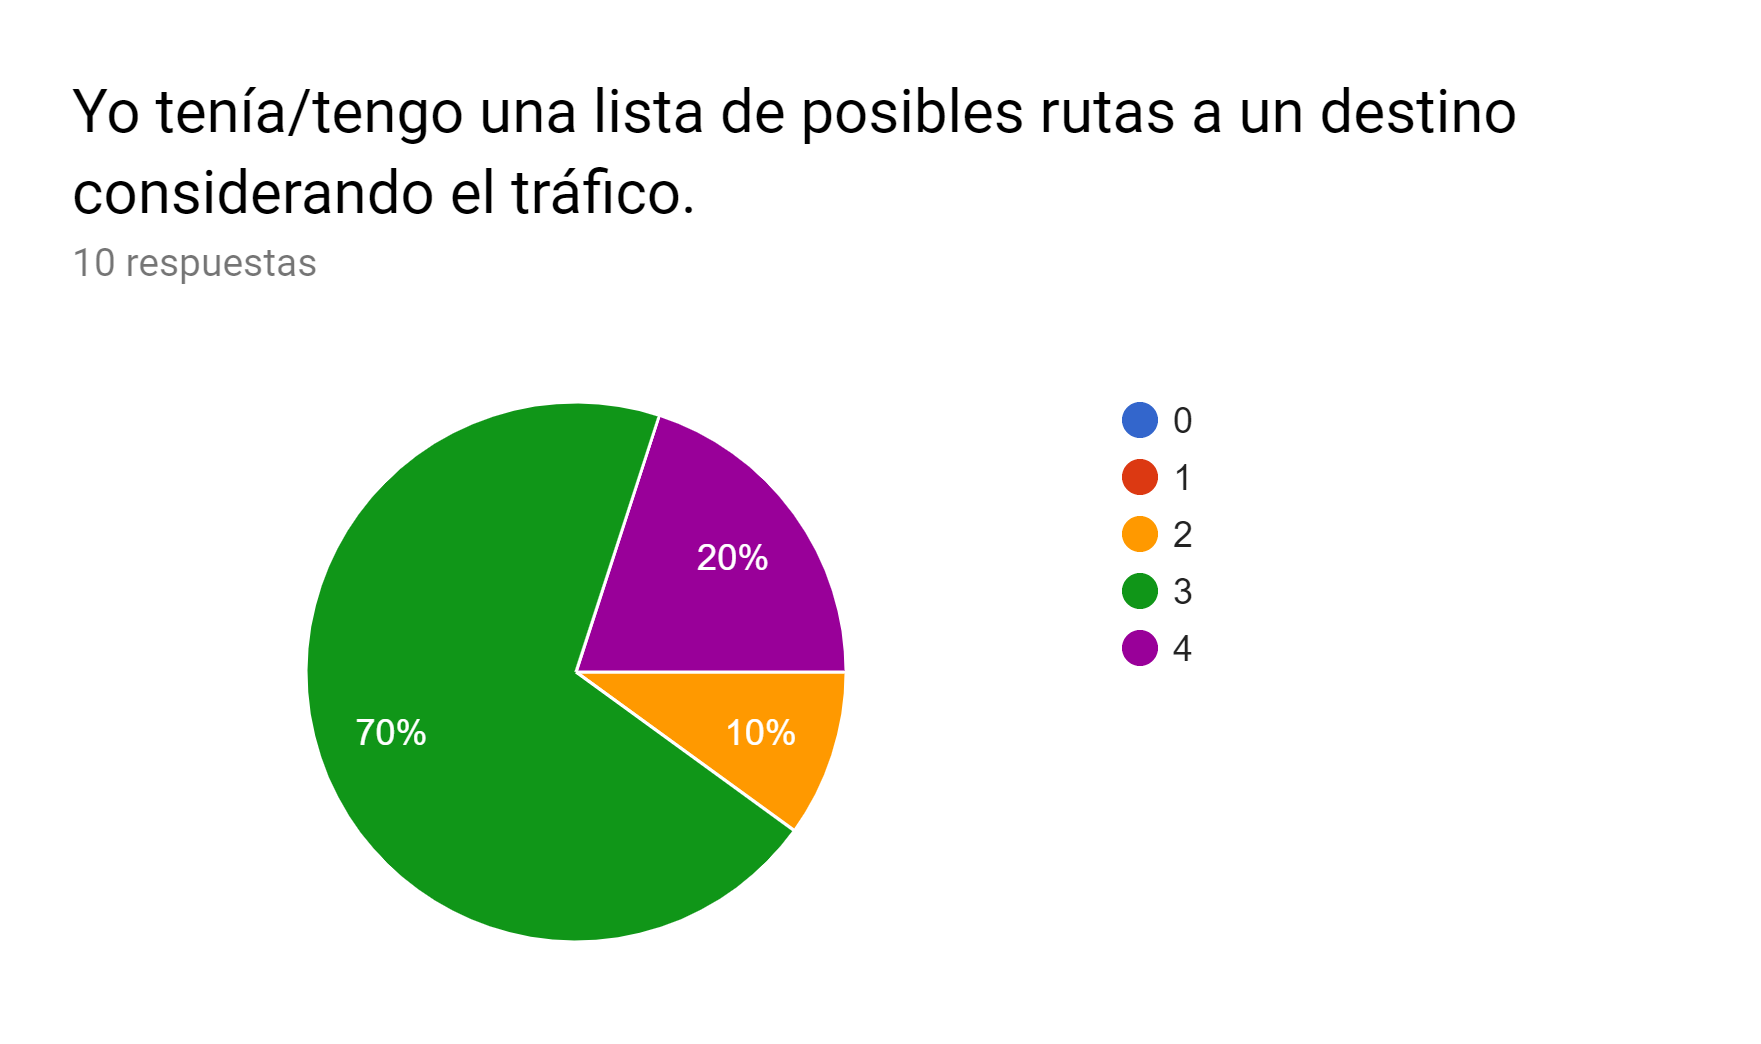 Yo tenía/tengo una lista de posibles rutas a un destino
considerando el tráfico.
10 respuestas
0
1
2
3
4
20%
70%
10%